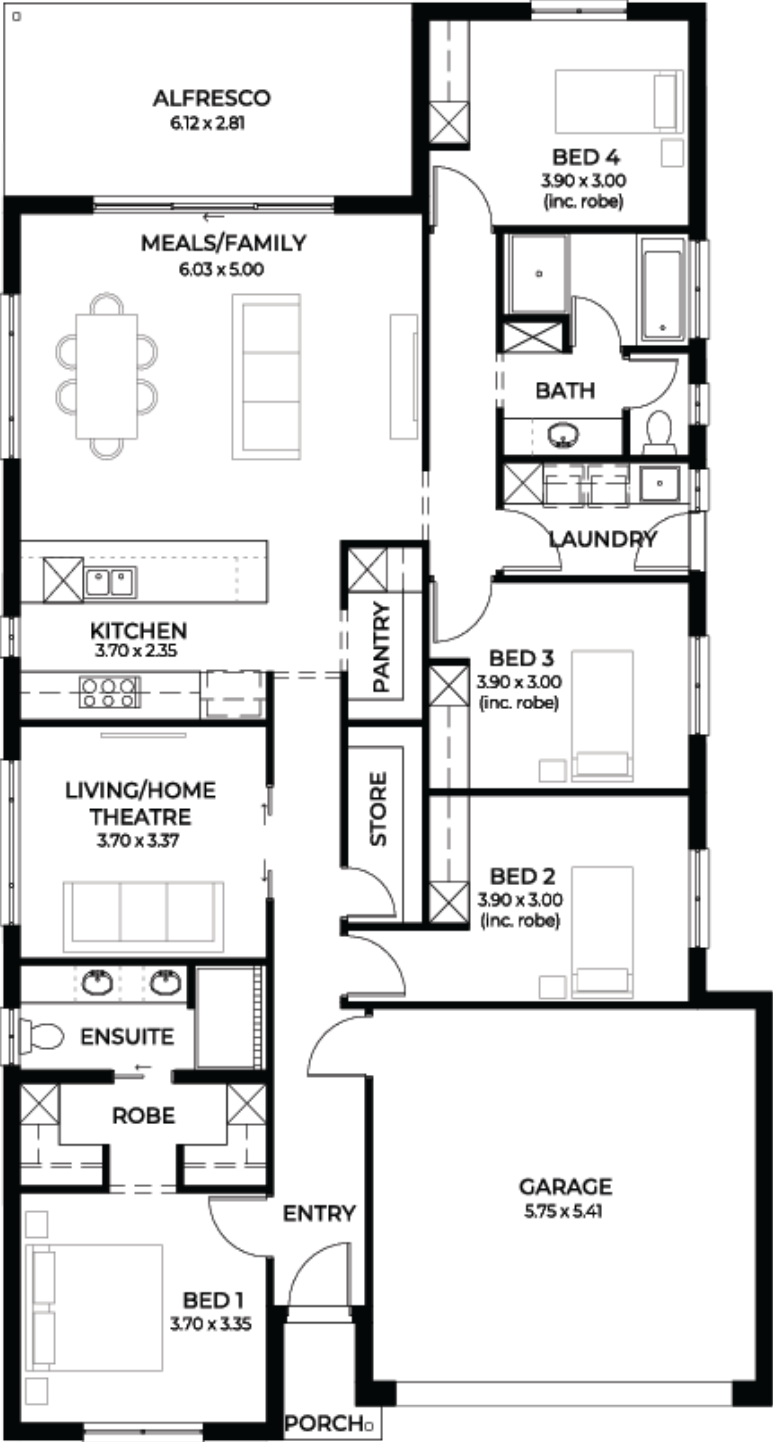 ALFRESCO
6.12 x 2.81
BED 4
3.90 x 3.00
(inc. robe)
MEALS/FAMILY
6.03 x 5.00
BATH
LAUNDRY
KITCHEN
3.70 x 2.35
PANTRY
BED 3
3.90 x 3.00
(inc. robe)
LIVING/HOME
THEATRE
3.70 x 3.37
STORE
BED 2
3.90 x 3.00
(inc. robe)
ENSUITE
ROBE
GARAGE
5.75 x 5.41
ENTRY
BED 1
3.70 x 3.35
PORCH